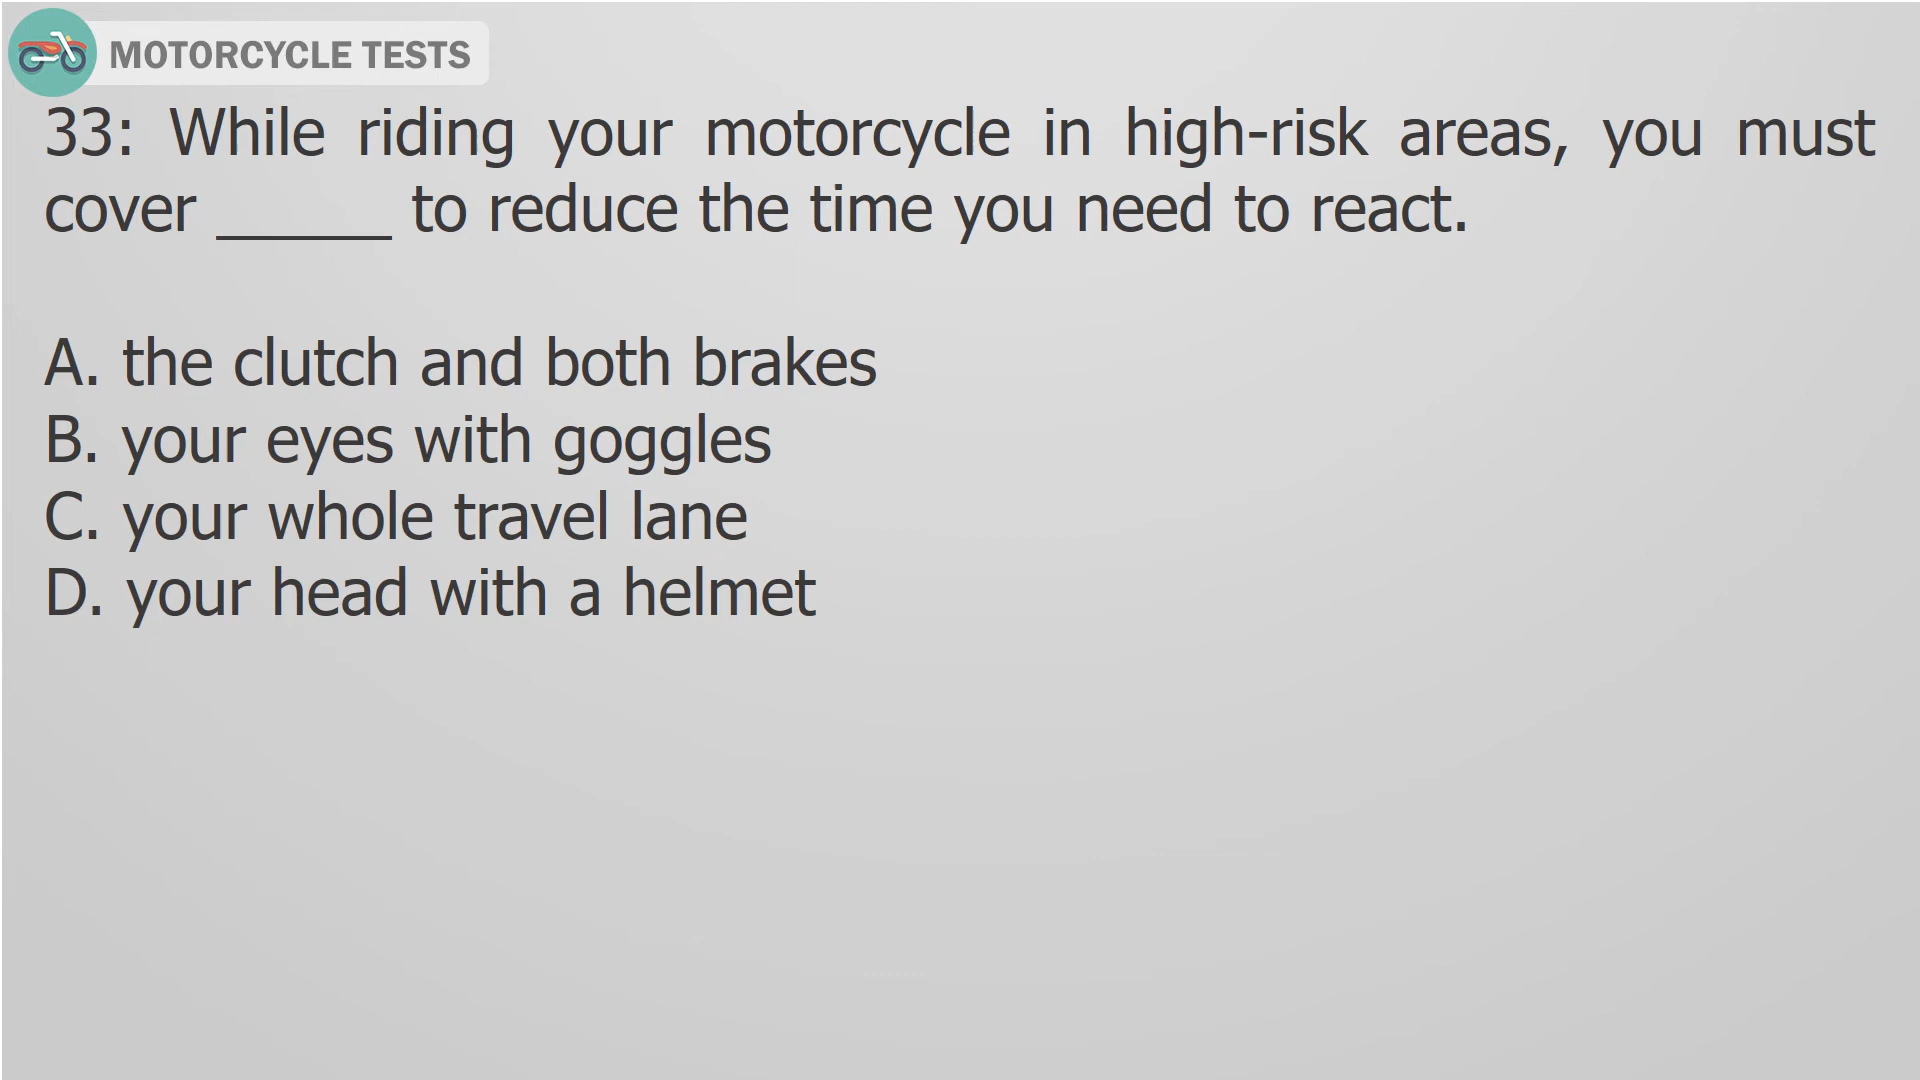 MOTORCYCLE TESTS
33: While riding your motorcycle in high-risk areas, you must
cover ______ to reduce the time you need to react.
A. the clutch and both brakes
B. your eyes with goggles
C. your whole travel lane
D. your head with a helmet